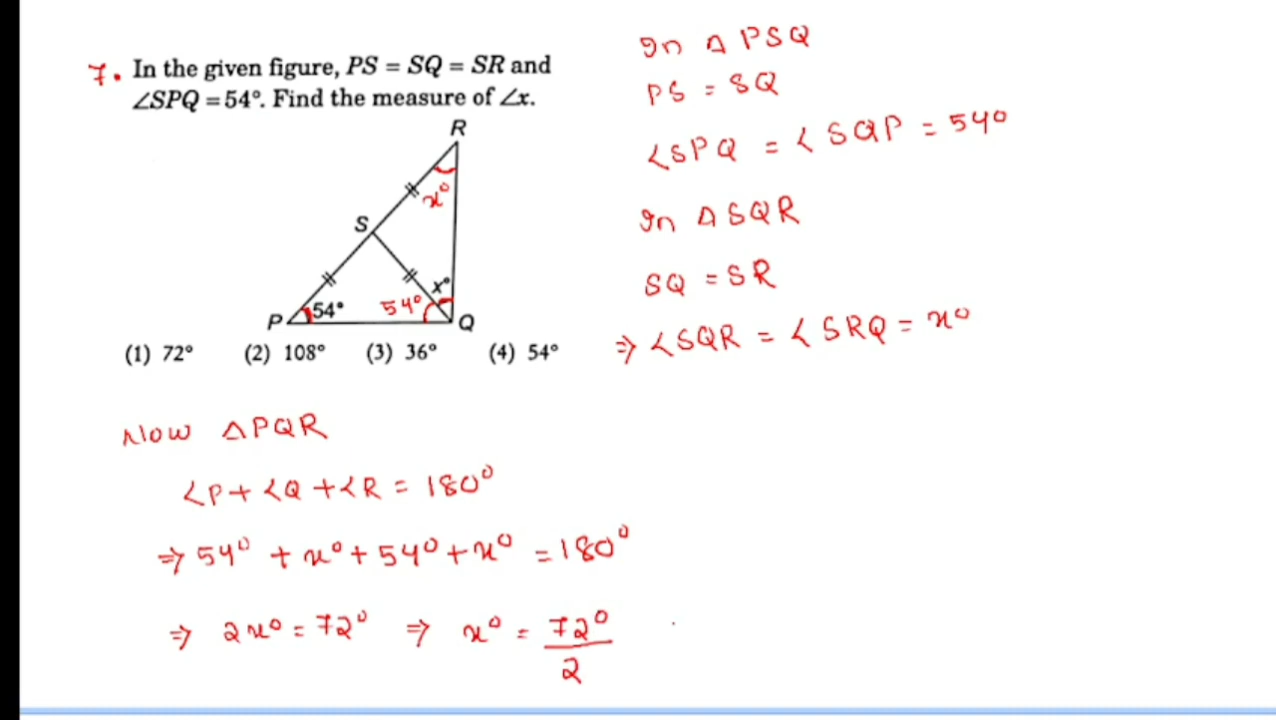 7. In the given figure, PS = SQ = SR and
∠SPQ = 54°. Find the measure of ∠x.
R
x°
S
x°
54°
54°
P
Q
(1) 72° (2) 108° (3) 36° (4) 54°
In Δ PSQ
PS = SQ
∠SPQ = ∠SQP = 54°
In Δ SQR
SQ = SR
⇒ ∠SQR = ∠SRQ = x°
Now ΔPQR
∠P + ∠Q + ∠R = 180°
⇒ 54° + x° + 54° + x° = 180°
⇒ 2x° = 72° ⇒ x° = 72°/2